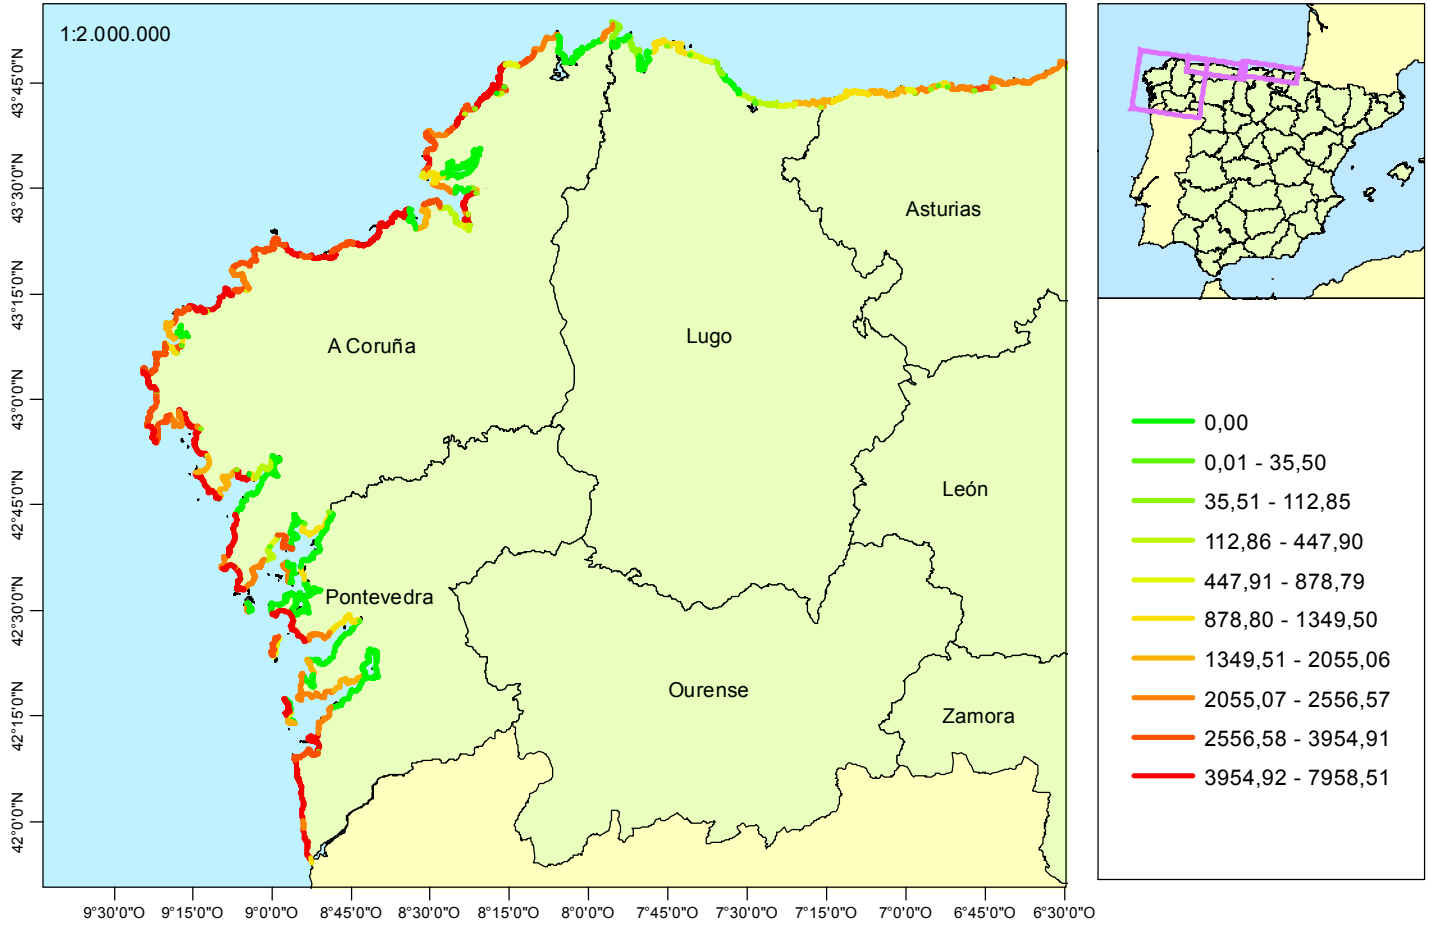 1:2.000.000
43°45'0"N
43°30'0"N
43°15'0"N
43°0'0"N
42°45'0"N
42°30'0"N
42°15'0"N
42°0'0"N
Asturias
Lugo
A Coruña
León
Pontevedra
Ourense
Zamora
9°30'0"O 9°15'0"O 9°0'0"O 8°45'0"O 8°30'0"O 8°15'0"O 8°0'0"O 7°45'0"O 7°30'0"O 7°15'0"O 7°0'0"O 6°45'0"O 6°30'0"O
0,00
0,01 - 35,50
35,51 - 112,85
112,86 - 447,90
447,91 - 878,79
878,80 - 1349,50
1349,51 - 2055,06
2055,07 - 2556,57
2556,58 - 3954,91
3954,92 - 7958,51